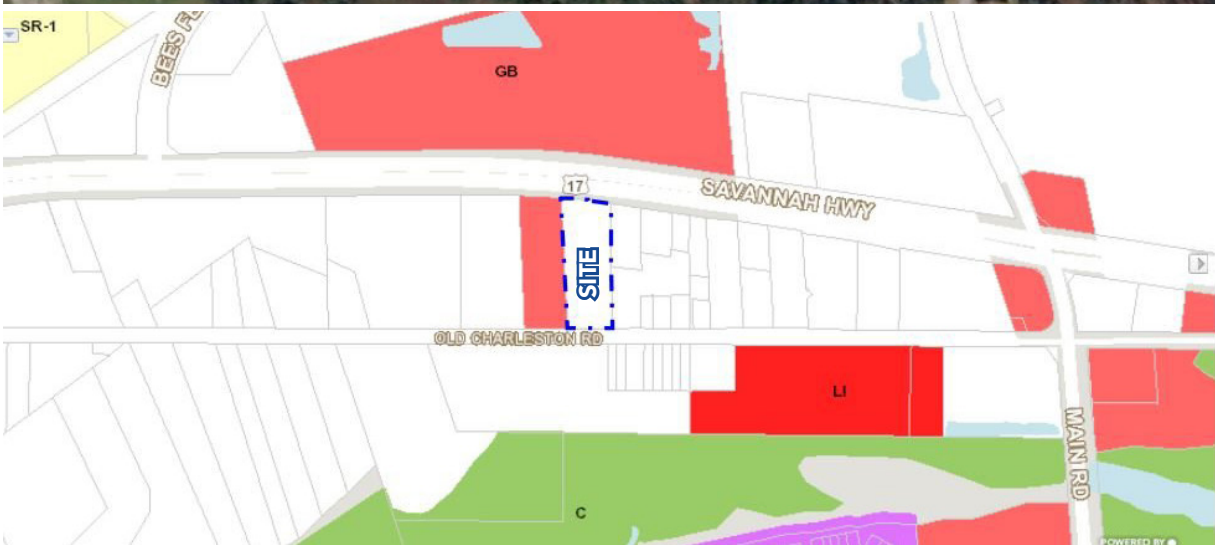 SR-1
BEES F
GB
17
SAVANNAH HWY
SITE
OLD CHARLESTON RD
LI
MAIN RD
C
POWERED BY